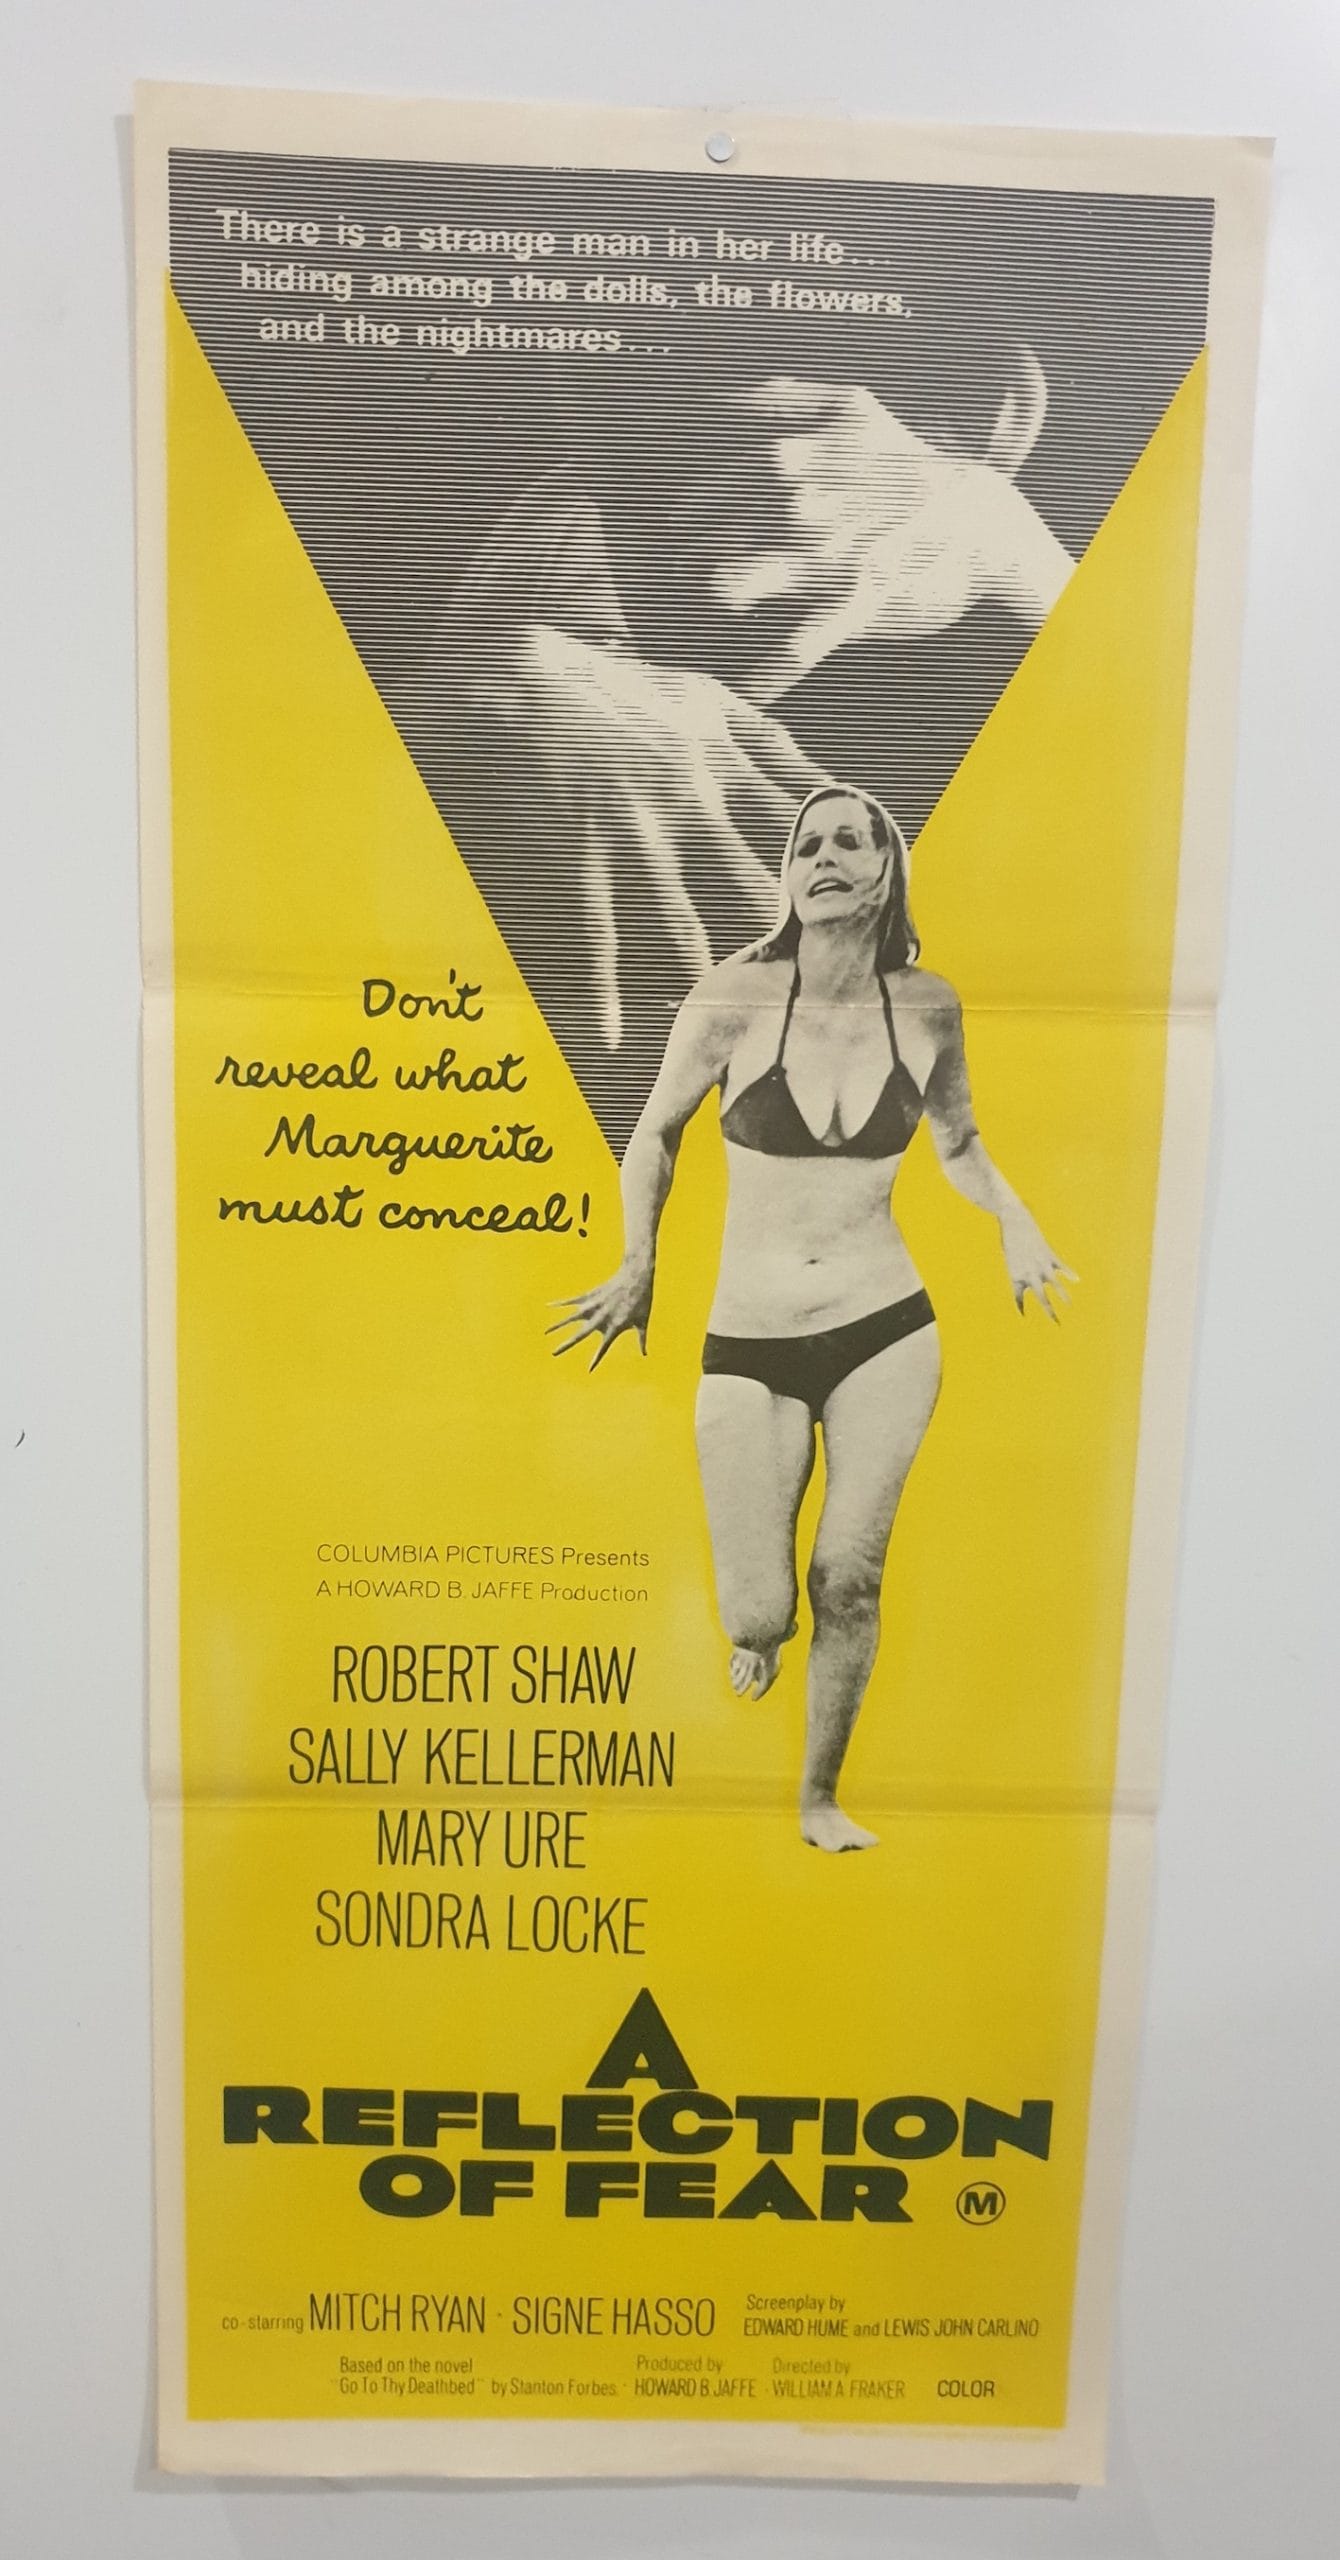 There is a strange man in her life...
hiding among the dolls, the flowers,
and the nightmares...
Don't
reveal what
Marguerite
must conceal!
COLUMBIA PICTURES Presents
A HOWARD B. JAFFE Production
ROBERT SHAW
SALLY KELLERMAN
MARY URE
SONDRA LOCKE
A
REFLECTION
OF FEAR M
co-starring MITCH RYAN · SIGNE HASSO
Screenplay by
EDWARD HUME and LEWIS JOHN CARLINO
Based on the novel
"Go To Thy Deathbed" by Stanton Forbes ·
Produced by
HOWARD B. JAFFE ·
Directed by
WILLIAM A. FRAKER
COLOR